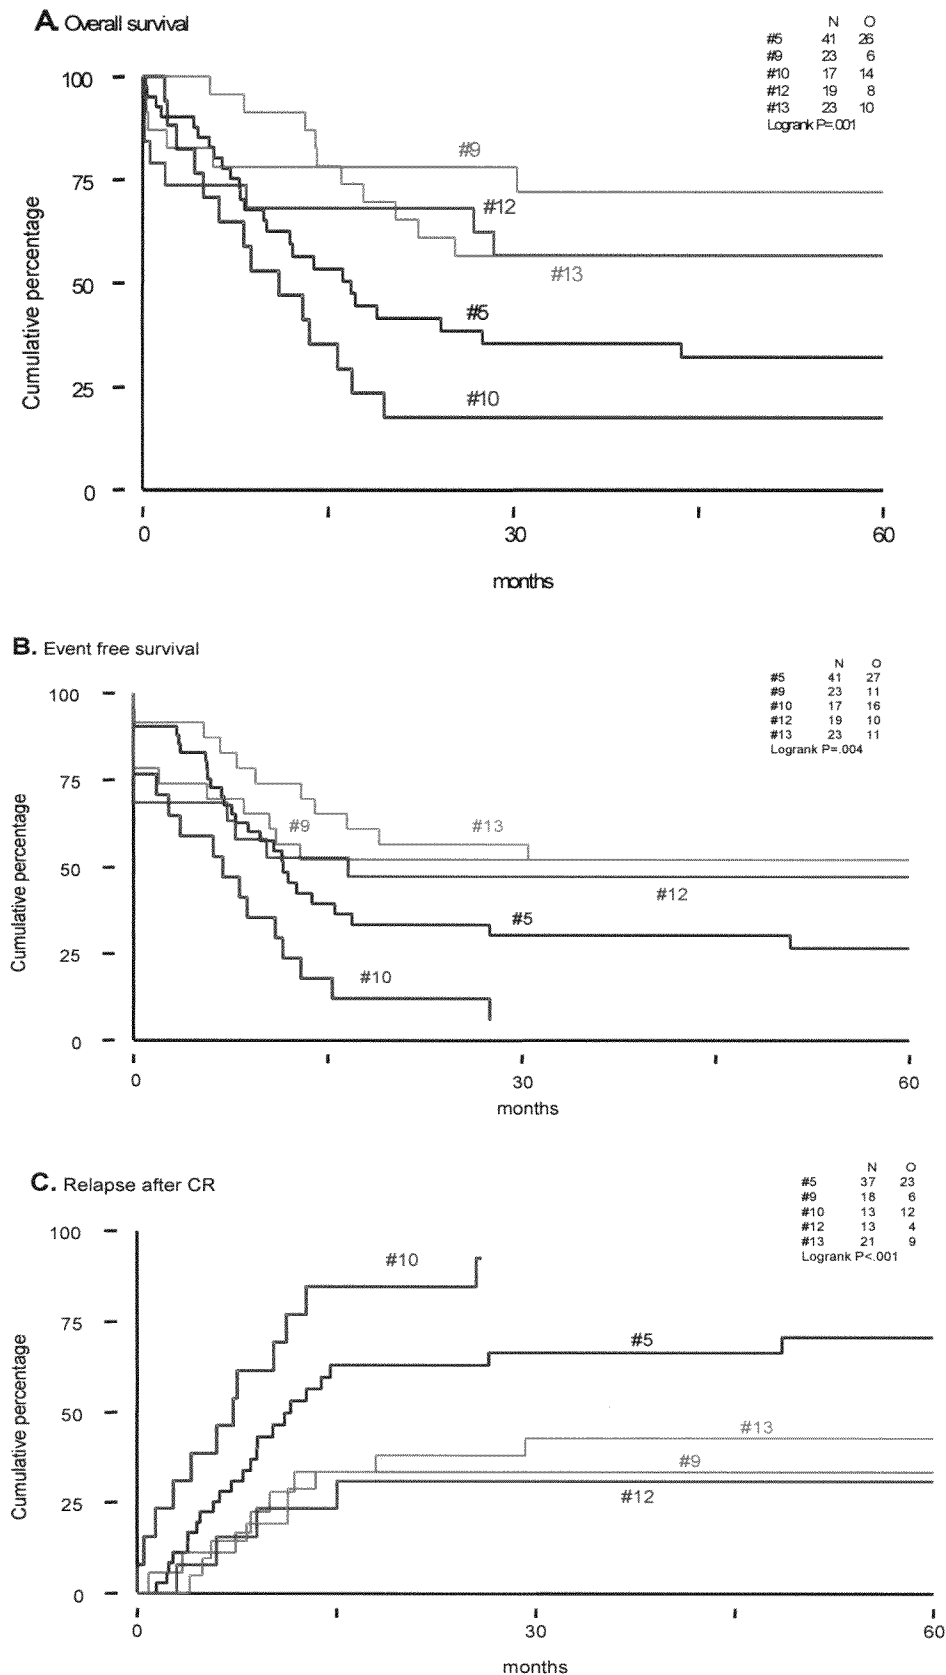 A. Overall survival
N O
#5 41 26
#9 23 6
#10 17 14
#12 19 8
#13 23 10
Logrank P=.001
100
75
50
25
0
Cumulative percentage
#9
#12
#13
#5
#10
0 30 60
months
B. Event free survival
N O
#5 41 27
#9 23 11
#10 17 16
#12 19 10
#13 23 11
Logrank P=.004
100
75
50
25
0
Cumulative percentage
#9
#13
#12
#5
#10
0 30 60
months
C. Relapse after CR
N O
#5 37 23
#9 18 6
#10 13 12
#12 13 4
#13 21 9
Logrank P<.001
100
75
50
25
0
Cumulative percentage
#10
#5
#13
#9
#12
0 30 60
months